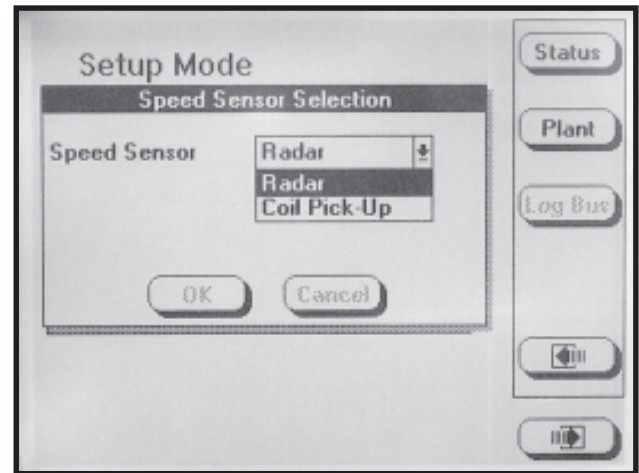 Setup Mode
Speed Sensor Selection
Speed Sensor Radar
Radar
Coil Pick-Up
OK Cancel
Status
Plant
Log Bus